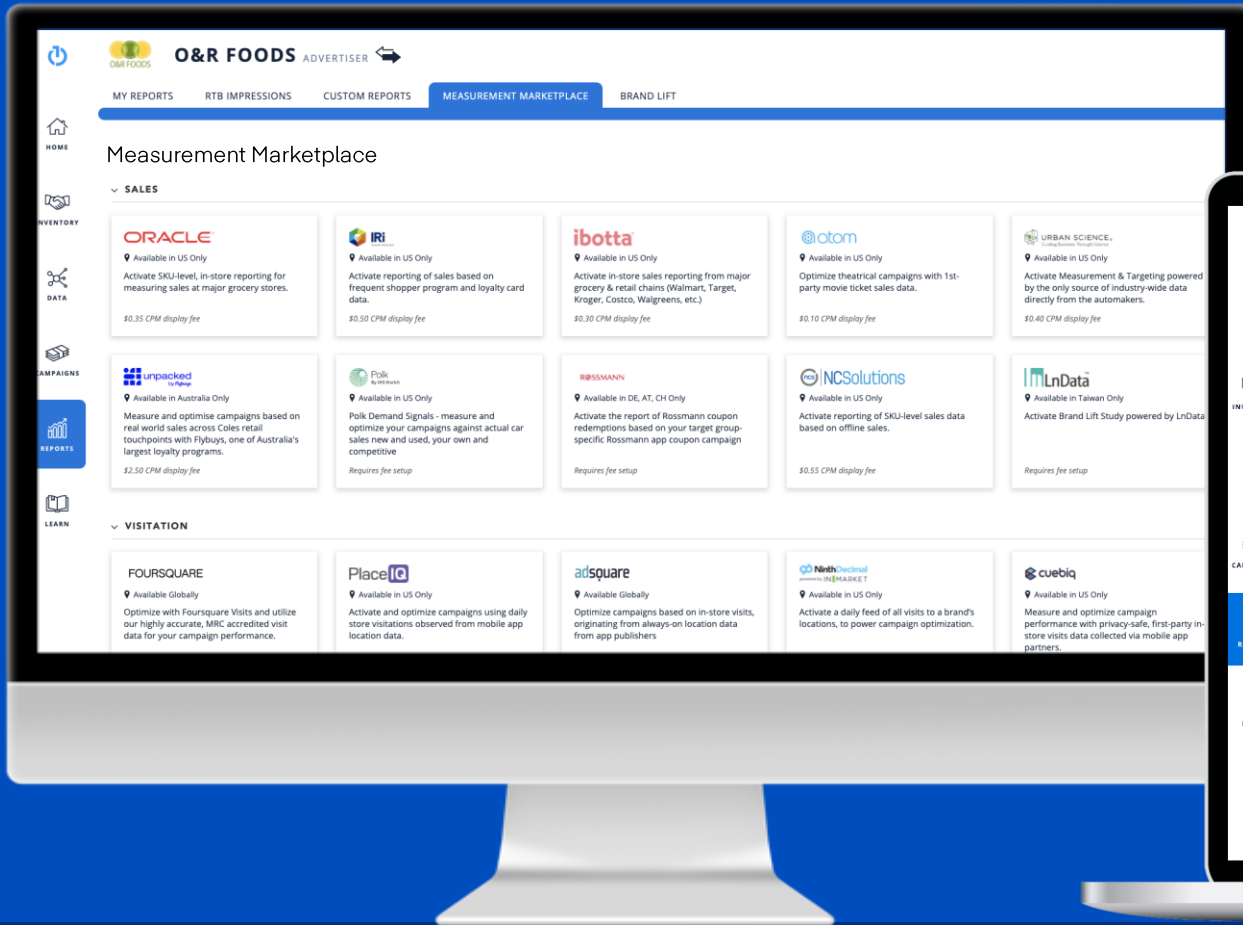 O&R FOODS
O&R FOODS ADVERTISER
MY REPORTS RTB IMPRESSIONS CUSTOM REPORTS MEASUREMENT MARKETPLACE BRAND LIFT
HOME
NVENTORY
DATA
AMPAIGNS
REPORTS
LEARN
Measurement Marketplace
SALES
ORACLE
Available in US Only
Activate SKU-level, in-store reporting for
measuring sales at major grocery stores.
$0.35 CPM display fee
IRi
Available in US Only
Activate reporting of sales based on
frequent shopper program and loyalty card
data.
$0.50 CPM display fee
ibotta
Available in US Only
Activate in-store sales reporting from major
grocery & retail chains (Walmart, Target,
Kroger, Costco, Walgreens, etc.)
$0.30 CPM display fee
atom
Available in US Only
Optimize theatrical campaigns with 1st-
party movie ticket sales data.
$0.10 CPM display fee
URBAN SCIENCE.
Available in US Only
Activate Measurement & Targeting powered
by the only source of industry-wide data
directly from the automakers.
$0.40 CPM display fee
unpacked
by Flybuys
Available in Australia Only
Measure and optimise campaigns based on
real world sales across Coles retail
touchpoints with Flybuys, one of Australia's
largest loyalty programs.
$2.50 CPM display fee
Polk
By IHS Markit
Available in US Only
Polk Demand Signals - measure and
optimize your campaigns against actual car
sales new and used, your own and
competitive
Requires fee setup
ROSSMANN
Available in DE, AT, CH Only
Activate the report of Rossmann coupon
redemptions based on your target group-
specific Rossmann app coupon campaign
Requires fee setup
ncs NCSolutions
Available in US Only
Activate reporting of SKU-level sales data
based on offline sales.
$0.55 CPM display fee
LnData
Available in Taiwan Only
Activate Brand Lift Study powered by LnData
Requires fee setup
VISITATION
FOURSQUARE
Available Globally
Optimize with Foursquare Visits and utilize
our highly accurate, MRC accredited visit
data for your campaign performance.
PlaceIQ
Available in US Only
Activate and optimize campaigns using daily
store visitations observed from mobile app
location data.
adsquare
Available Globally
Optimize campaigns based on in-store visits,
originating from always-on location data
from app publishers
NinthDecimal
powered by INMARKET
Available in US Only
Activate a daily feed of all visits to a brand's
locations, to power campaign optimization.
cuebiq
Available in US Only
Measure and optimize campaign
performance with privacy-safe, first-party in-
store visits data collected via mobile app
partners.